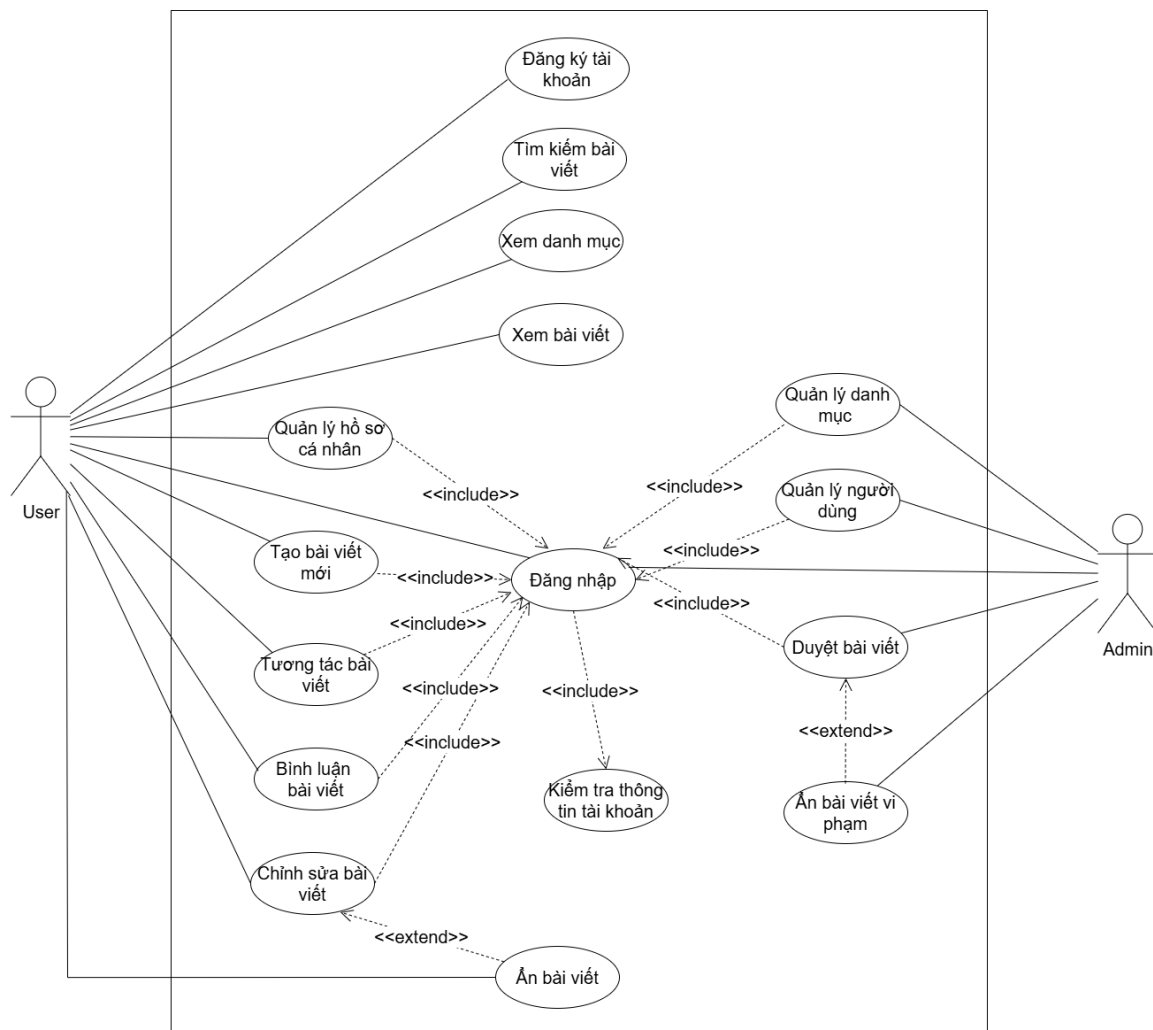 Đăng ký tài
khoản
Tìm kiếm bài
viết
Xem danh mục
Xem bài viết
Quản lý danh
mục
Quản lý hồ sơ
cá nhân
<<include>>
<<include>>
Quản lý người
dùng
User
<<include>>
Tạo bài viết
mới
<<include>>
Đăng nhập
<<include>>
<<include>>
Duyệt bài viết
Admin
Tương tác bài
viết
<<include>>
<<include>>
<<extend>>
<<include>>
Bình luận
bài viết
Kiểm tra thông
tin tài khoản
Ẩn bài viết vi
phạm
Chỉnh sửa bài
viết
<<extend>>
Ẩn bài viết